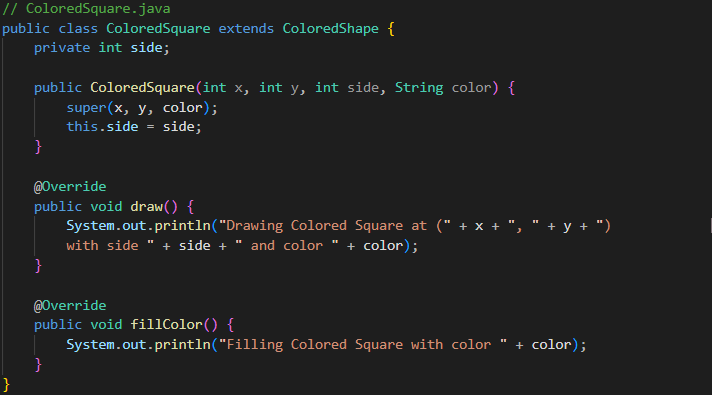 // ColoredSquare.java
public class ColoredSquare extends ColoredShape {
    private int side;

    public ColoredSquare(int x, int y, int side, String color) {
        super(x, y, color);
        this.side = side;
    }

    @Override
    public void draw() {
        System.out.println("Drawing Colored Square at (" + x + ", " + y + ")
        with side " + side + " and color " + color);
    }

    @Override
    public void fillColor() {
        System.out.println("Filling Colored Square with color " + color);
    }
}